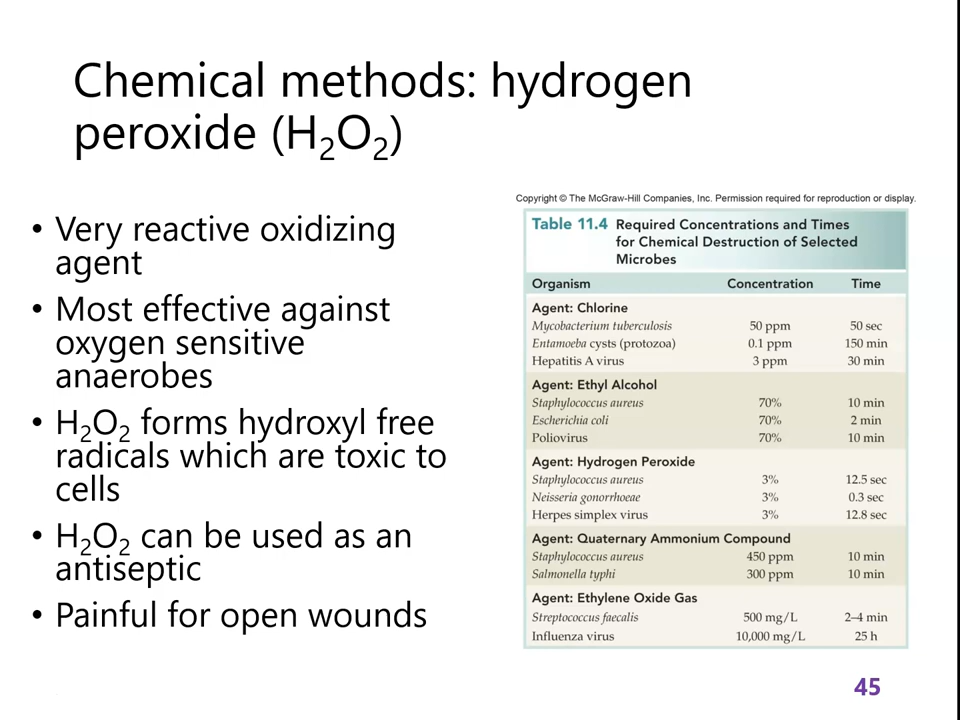 Chemical methods: hydrogen
peroxide (H₂O₂)
• Very reactive oxidizing
agent
• Most effective against
oxygen sensitive
anaerobes
• H₂O₂ forms hydroxyl free
radicals which are toxic to
cells
• H₂O₂ can be used as an
antiseptic
• Painful for open wounds
Copyright © The McGraw-Hill Companies, Inc. Permission required for reproduction or display.
Table 11.4 Required Concentrations and Times
for Chemical Destruction of Selected
Microbes
Organism Concentration Time
Agent: Chlorine
Mycobacterium tuberculosis 50 ppm 50 sec
Entamoeba cysts (protozoa) 0.1 ppm 150 min
Hepatitis A virus 3 ppm 30 min
Agent: Ethyl Alcohol
Staphylococcus aureus 70% 10 min
Escherichia coli 70% 2 min
Poliovirus 70% 10 min
Agent: Hydrogen Peroxide
Staphylococcus aureus 3% 12.5 sec
Neisseria gonorrhoeae 3% 0.3 sec
Herpes simplex virus 3% 12.8 sec
Agent: Quaternary Ammonium Compound
Staphylococcus aureus 450 ppm 10 min
Salmonella typhi 300 ppm 10 min
Agent: Ethylene Oxide Gas
Streptococcus faecalis 500 mg/L 2–4 min
Influenza virus 10,000 mg/L 25 h
45